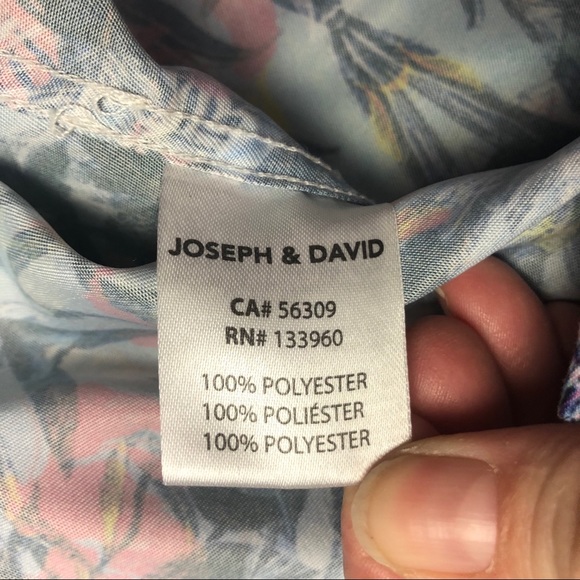 JOSEPH & DAVID
CA# 56309
RN# 133960
100% POLYESTER
100% POLIÉSTER
100% POLYESTER